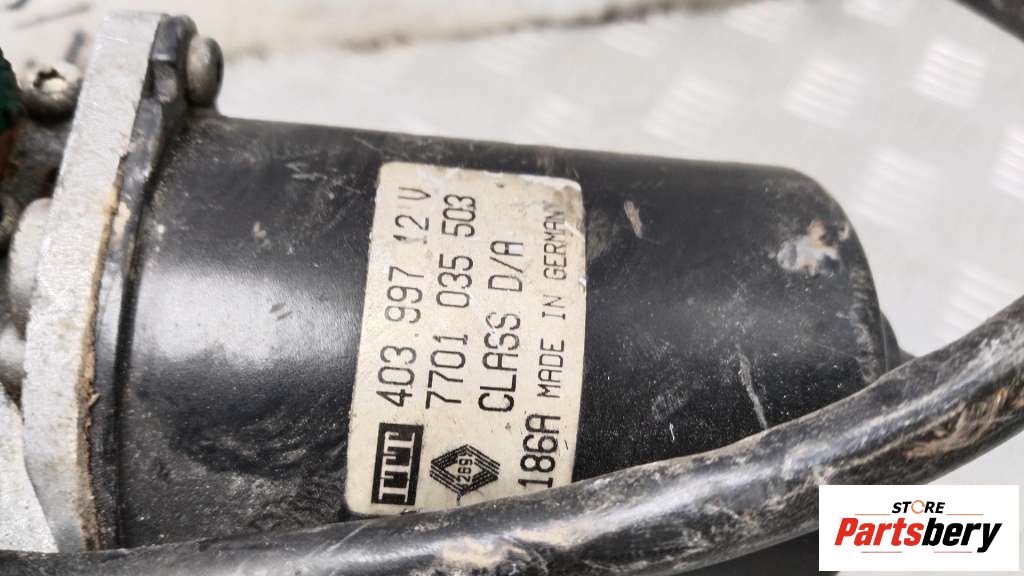 ITT 403.997 12 V
7701 035 503
CLASS D/A
186A MADE IN GERMANY
STORE
Partsbery